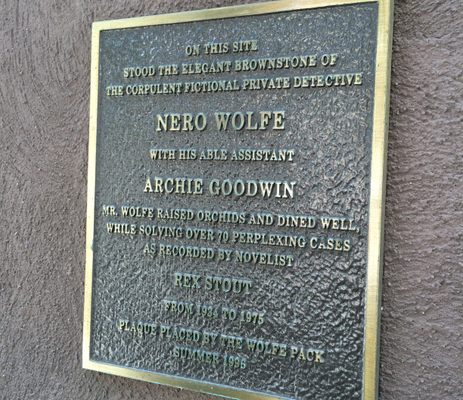 ON THIS SITE
STOOD THE ELEGANT BROWNSTONE OF
THE CORPULENT FICTIONAL PRIVATE DETECTIVE
NERO WOLFE
WITH HIS ABLE ASSISTANT
ARCHIE GOODWIN
MR. WOLFE RAISED ORCHIDS AND DINED WELL,
WHILE SOLVING OVER 70 PERPLEXING CASES
AS RECORDED BY NOVELIST
REX STOUT
FROM 1934 TO 1975
PLAQUE PLACED BY THE WOLFE PACK
SUMMER 1996